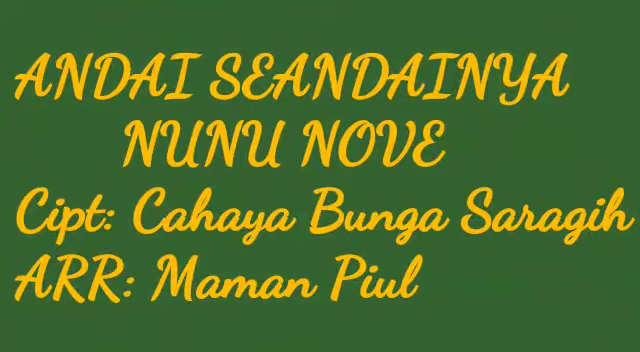 ANDAI SEANDAINYA
NUNU NOVE
Cipt: Cahaya Bunga Saragih
ARR: Maman Piul